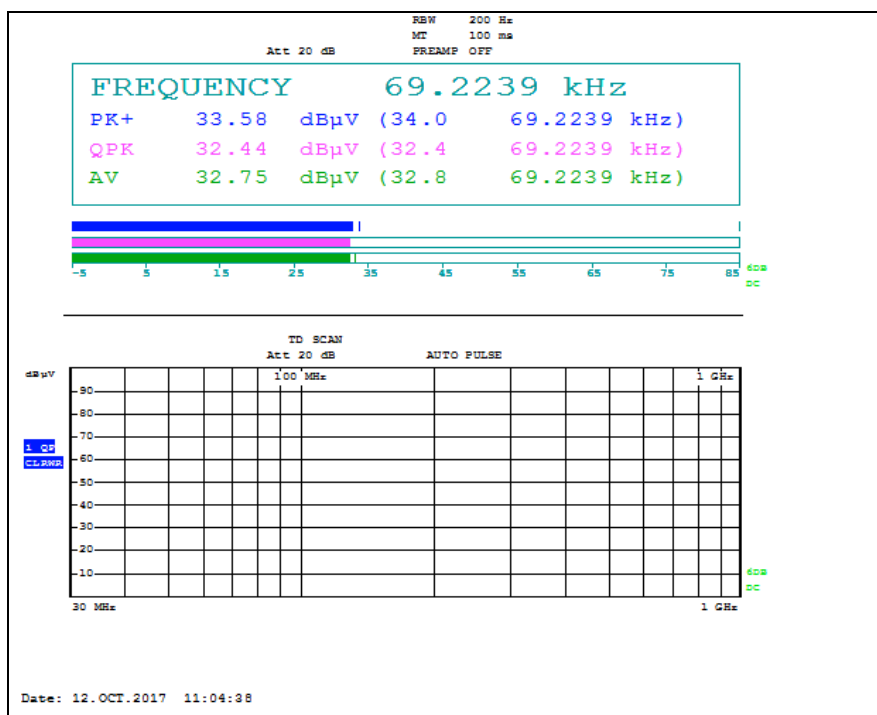 RBW 200 Hz
MT 100 ms
Att 20 dB PREAMP OFF
FREQUENCY 69.2239 kHz
PK+ 33.58 dBµV (34.0 69.2239 kHz)
QPK 32.44 dBµV (32.4 69.2239 kHz)
AV 32.75 dBµV (32.8 69.2239 kHz)
-5 5 15 25 35 45 55 65 75 85
6DB
DC
TD SCAN
Att 20 dB AUTO PULSE
dBµV
100 MHz 1 GHz
90
80
70
1 QP
CLRWR
60
50
40
30
20
10
6DB
DC
30 MHz 1 GHz
Date: 12.OCT.2017 11:04:38